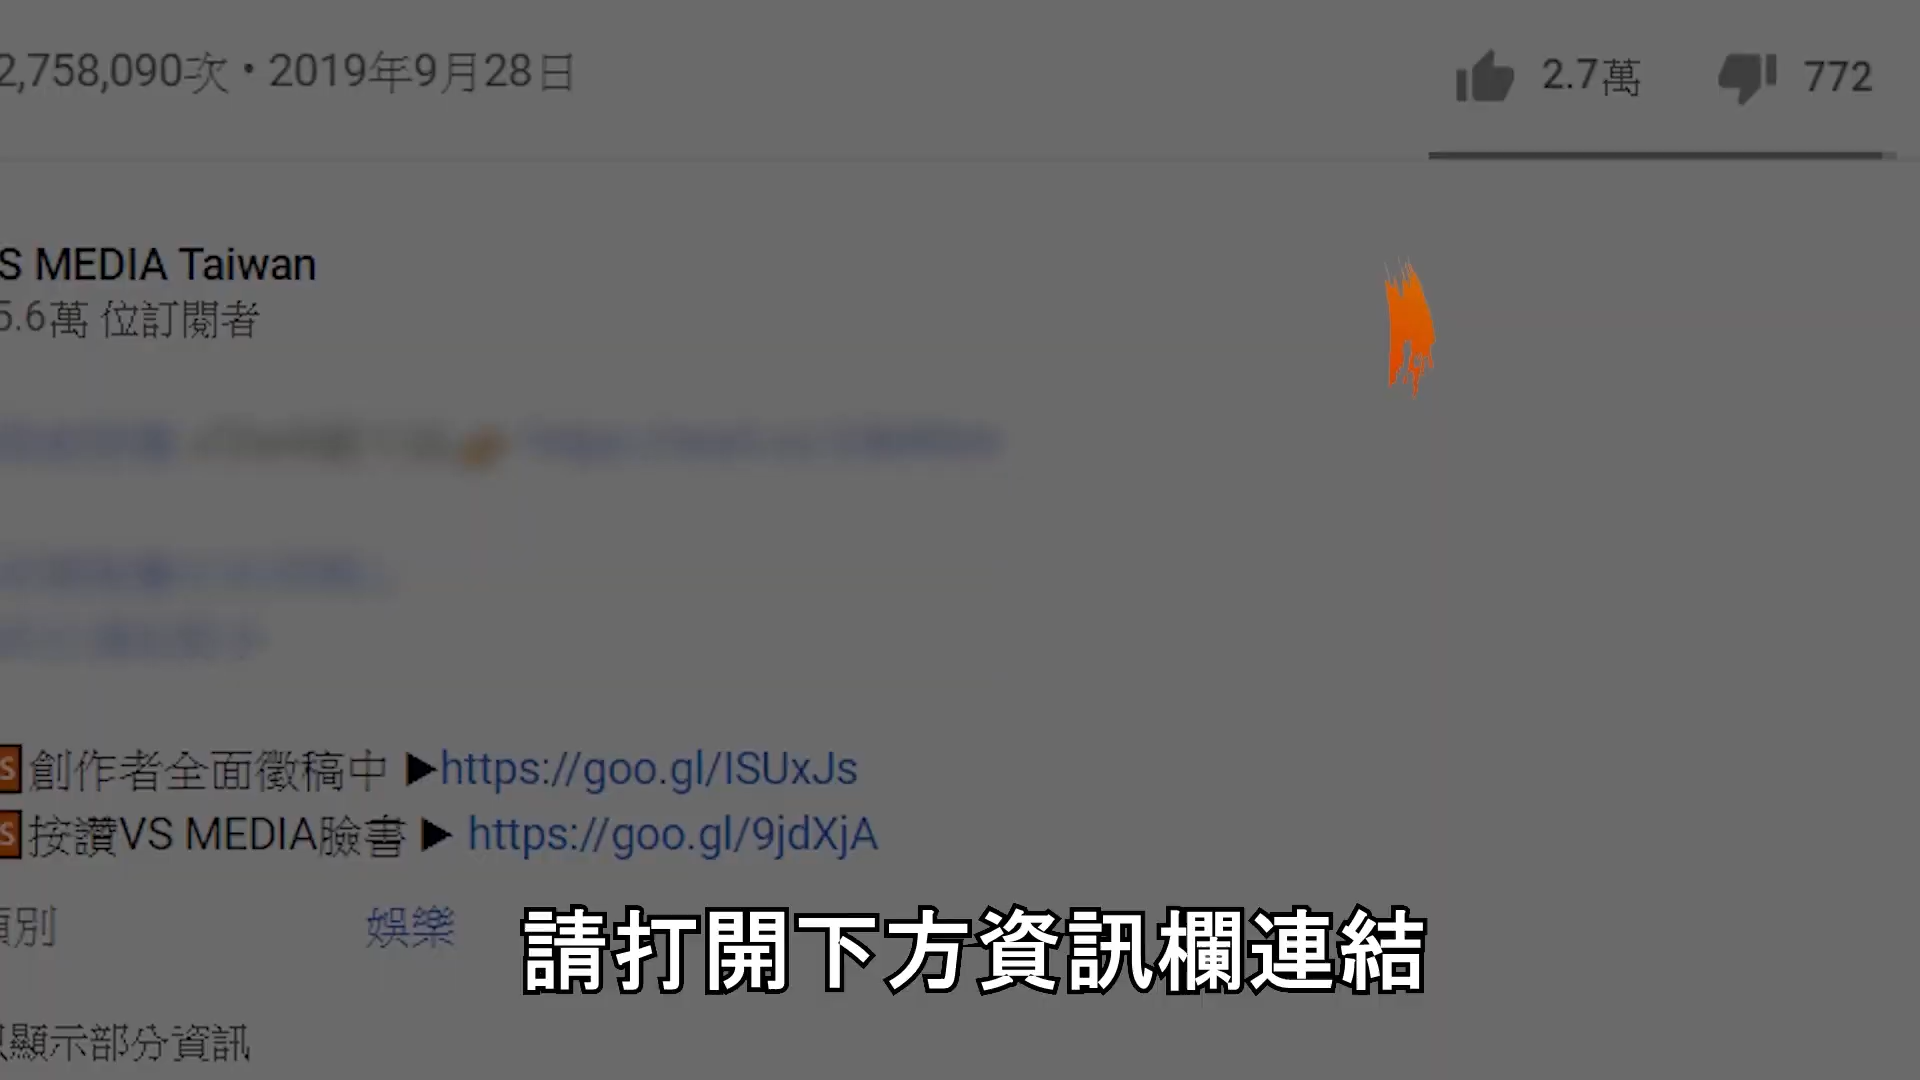 2,758,090次 • 2019年9月28日
2.7萬
772
S MEDIA Taiwan
5.6萬 位訂閱者
S創作者全面徵稿中 ▶https://goo.gl/ISUxJs
S按讚VS MEDIA臉書 ▶ https://goo.gl/9jdXjA
類別 娛樂
請打開下方資訊欄連結
只顯示部分資訊